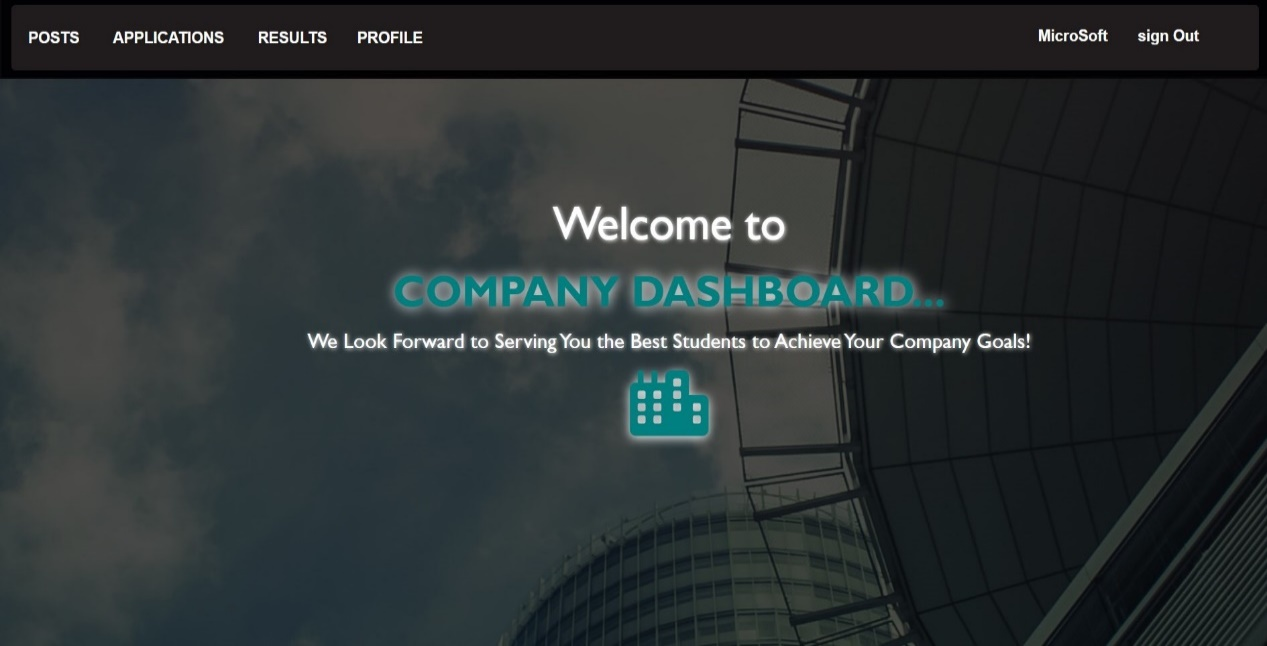 POSTS APPLICATIONS RESULTS PROFILE MicroSoft sign Out
Welcome to
COMPANY DASHBOARD...
We Look Forward to Serving You the Best Students to Achieve Your Company Goals!